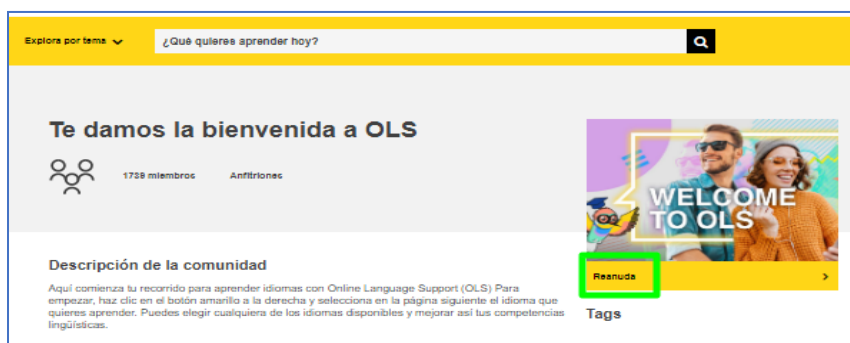 Explora por tema
¿Qué quieres aprender hoy?
Te damos la bienvenida a OLS
1739 miembros
Anfitriones
WELCOME
TO OLS
Reanuda
Descripción de la comunidad
Aquí comienza tu recorrido para aprender idiomas con Online Language Support (OLS) Para
empezar, haz clic en el botón amarillo a la derecha y selecciona en la página siguiente el idioma que
quieres aprender. Puedes elegir cualquiera de los idiomas disponibles y mejorar así tus competencias
lingüísticas.
Tags